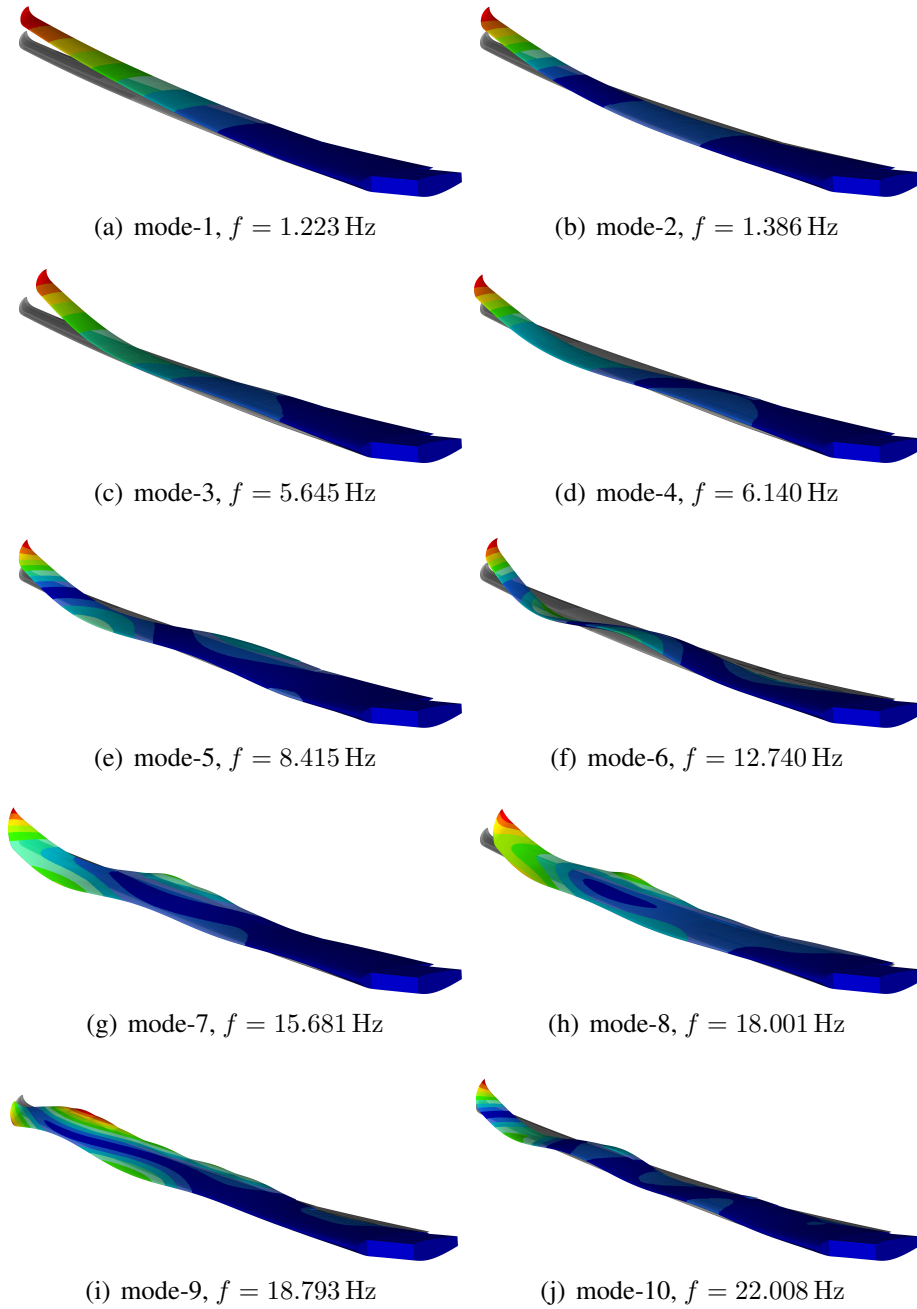 (a) mode-1, f = 1.223 Hz
(b) mode-2, f = 1.386 Hz
(c) mode-3, f = 5.645 Hz
(d) mode-4, f = 6.140 Hz
(e) mode-5, f = 8.415 Hz
(f) mode-6, f = 12.740 Hz
(g) mode-7, f = 15.681 Hz
(h) mode-8, f = 18.001 Hz
(i) mode-9, f = 18.793 Hz
(j) mode-10, f = 22.008 Hz